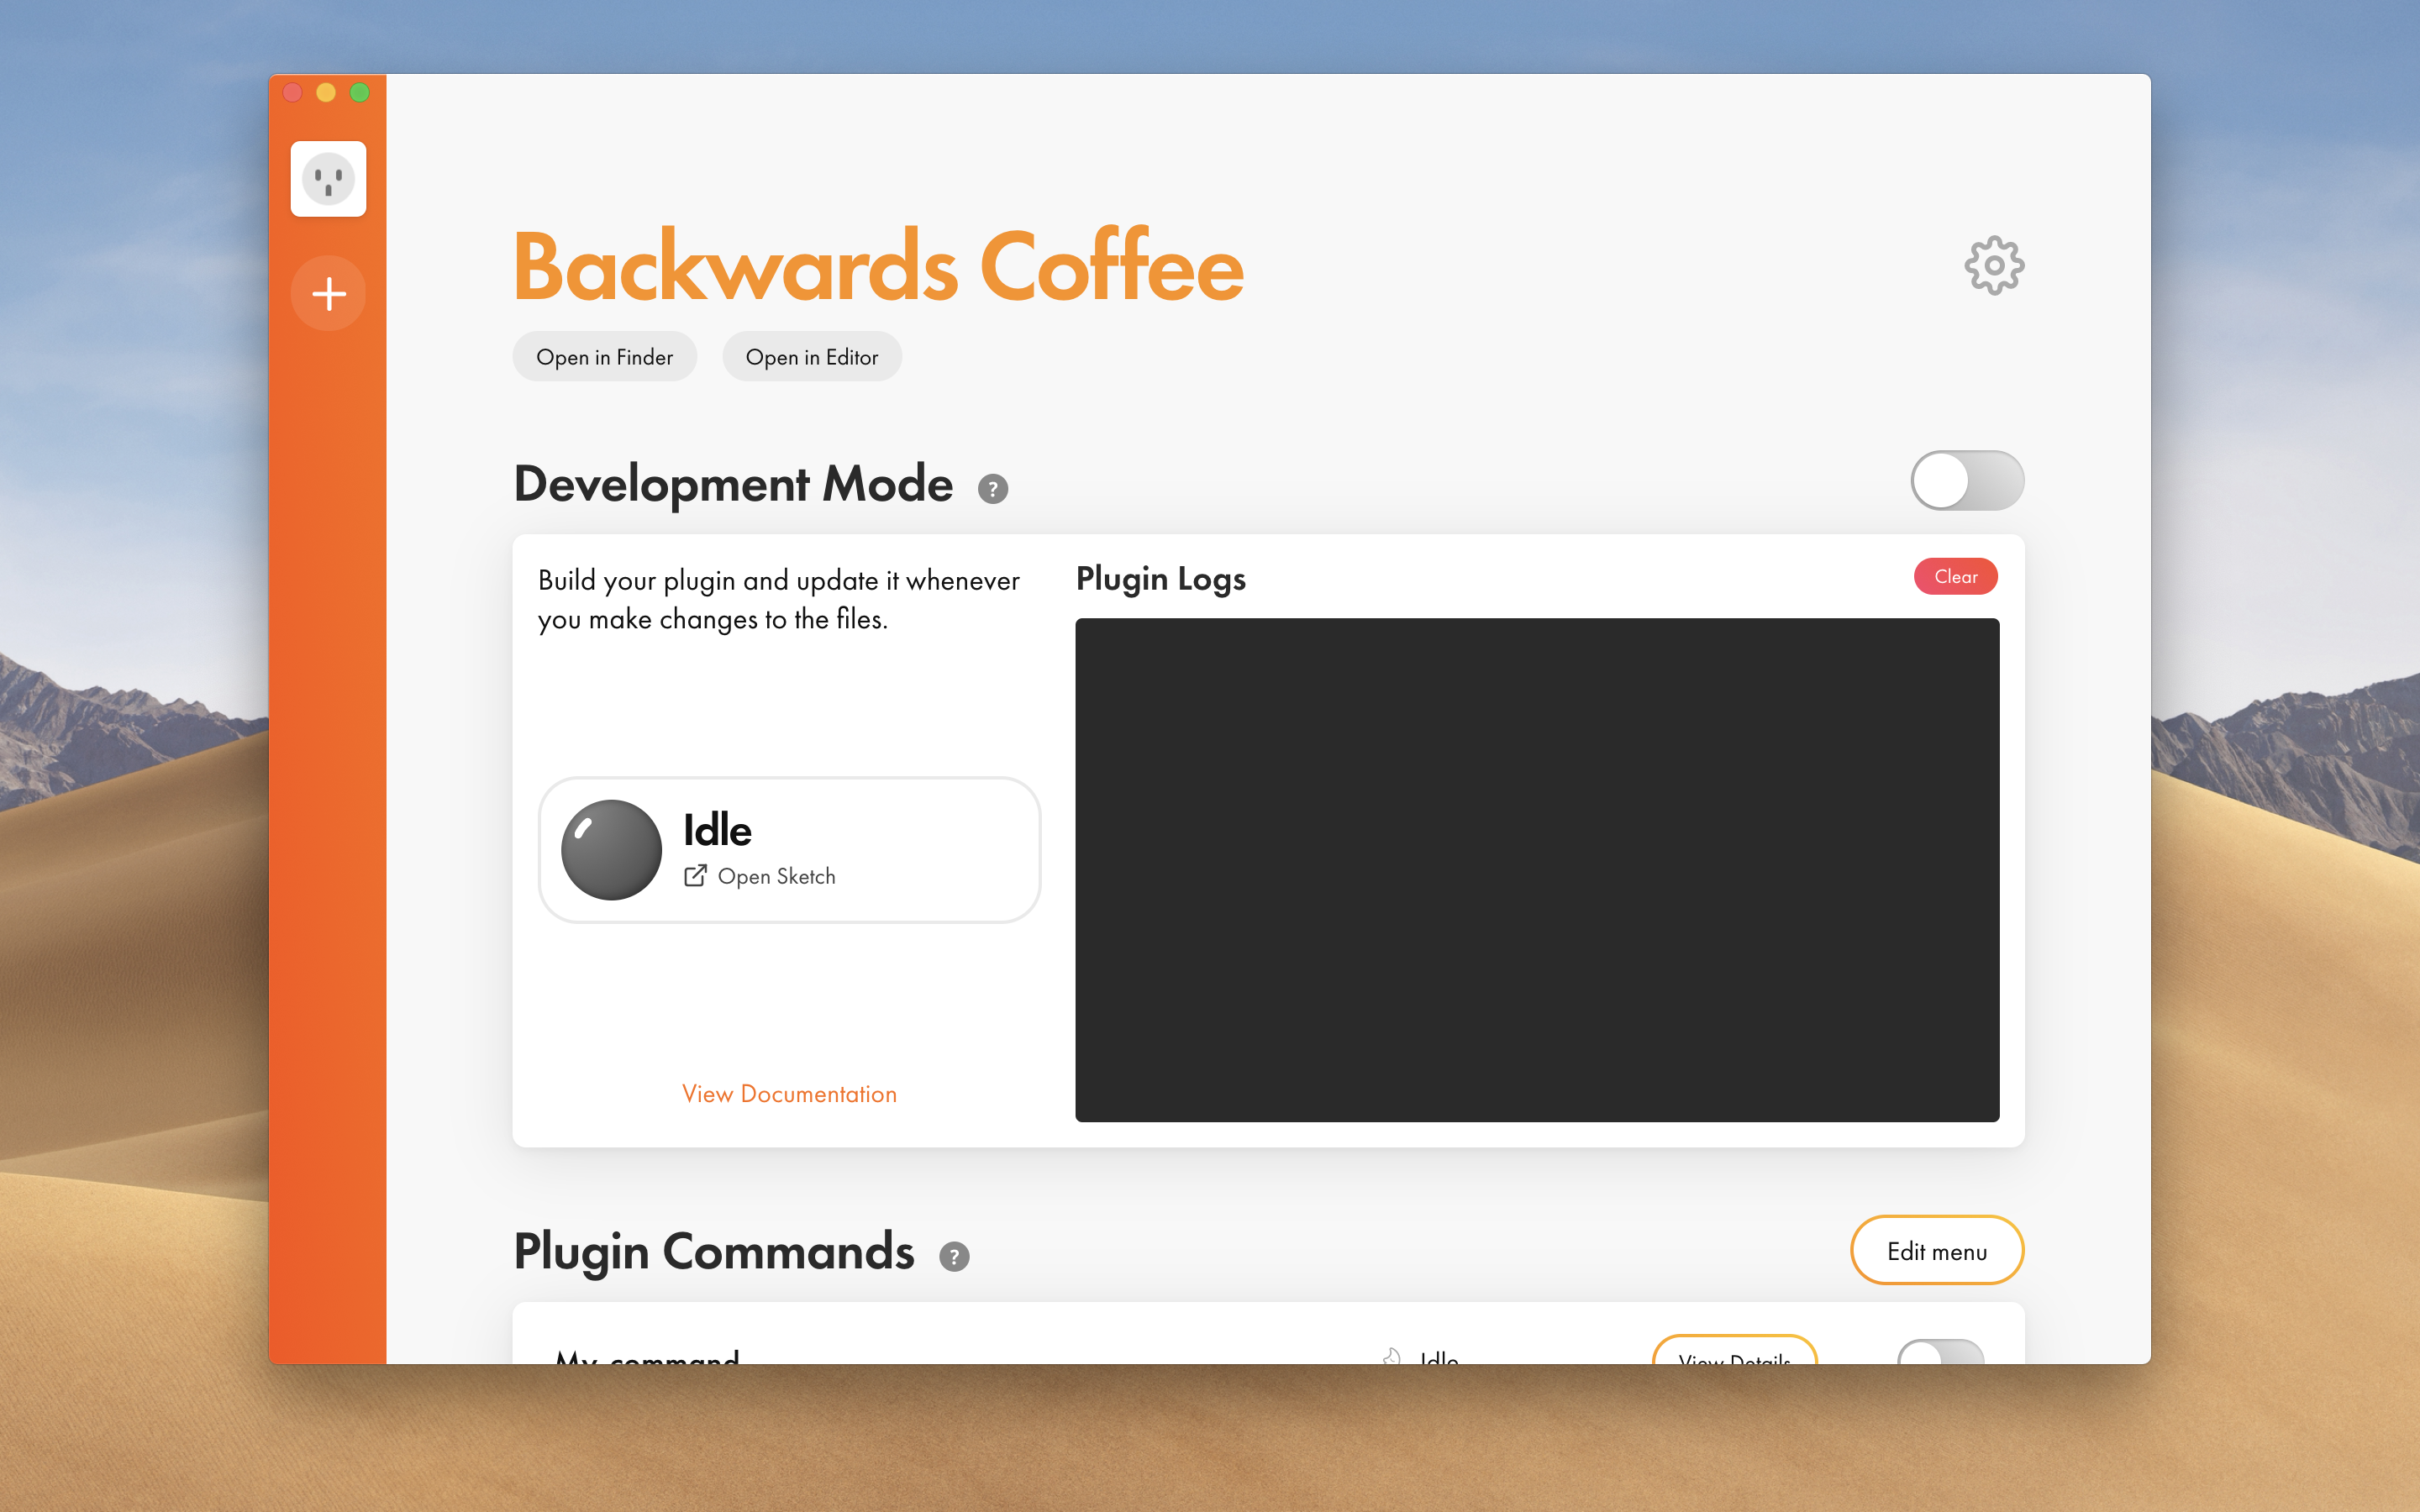 Backwards Coffee
Open in Finder
Open in Editor
Development Mode ?
Build your plugin and update it whenever
you make changes to the files.
Idle
Open Sketch
View Documentation
Plugin Logs
Clear
Plugin Commands ?
Edit menu
My command
Idle
View Details